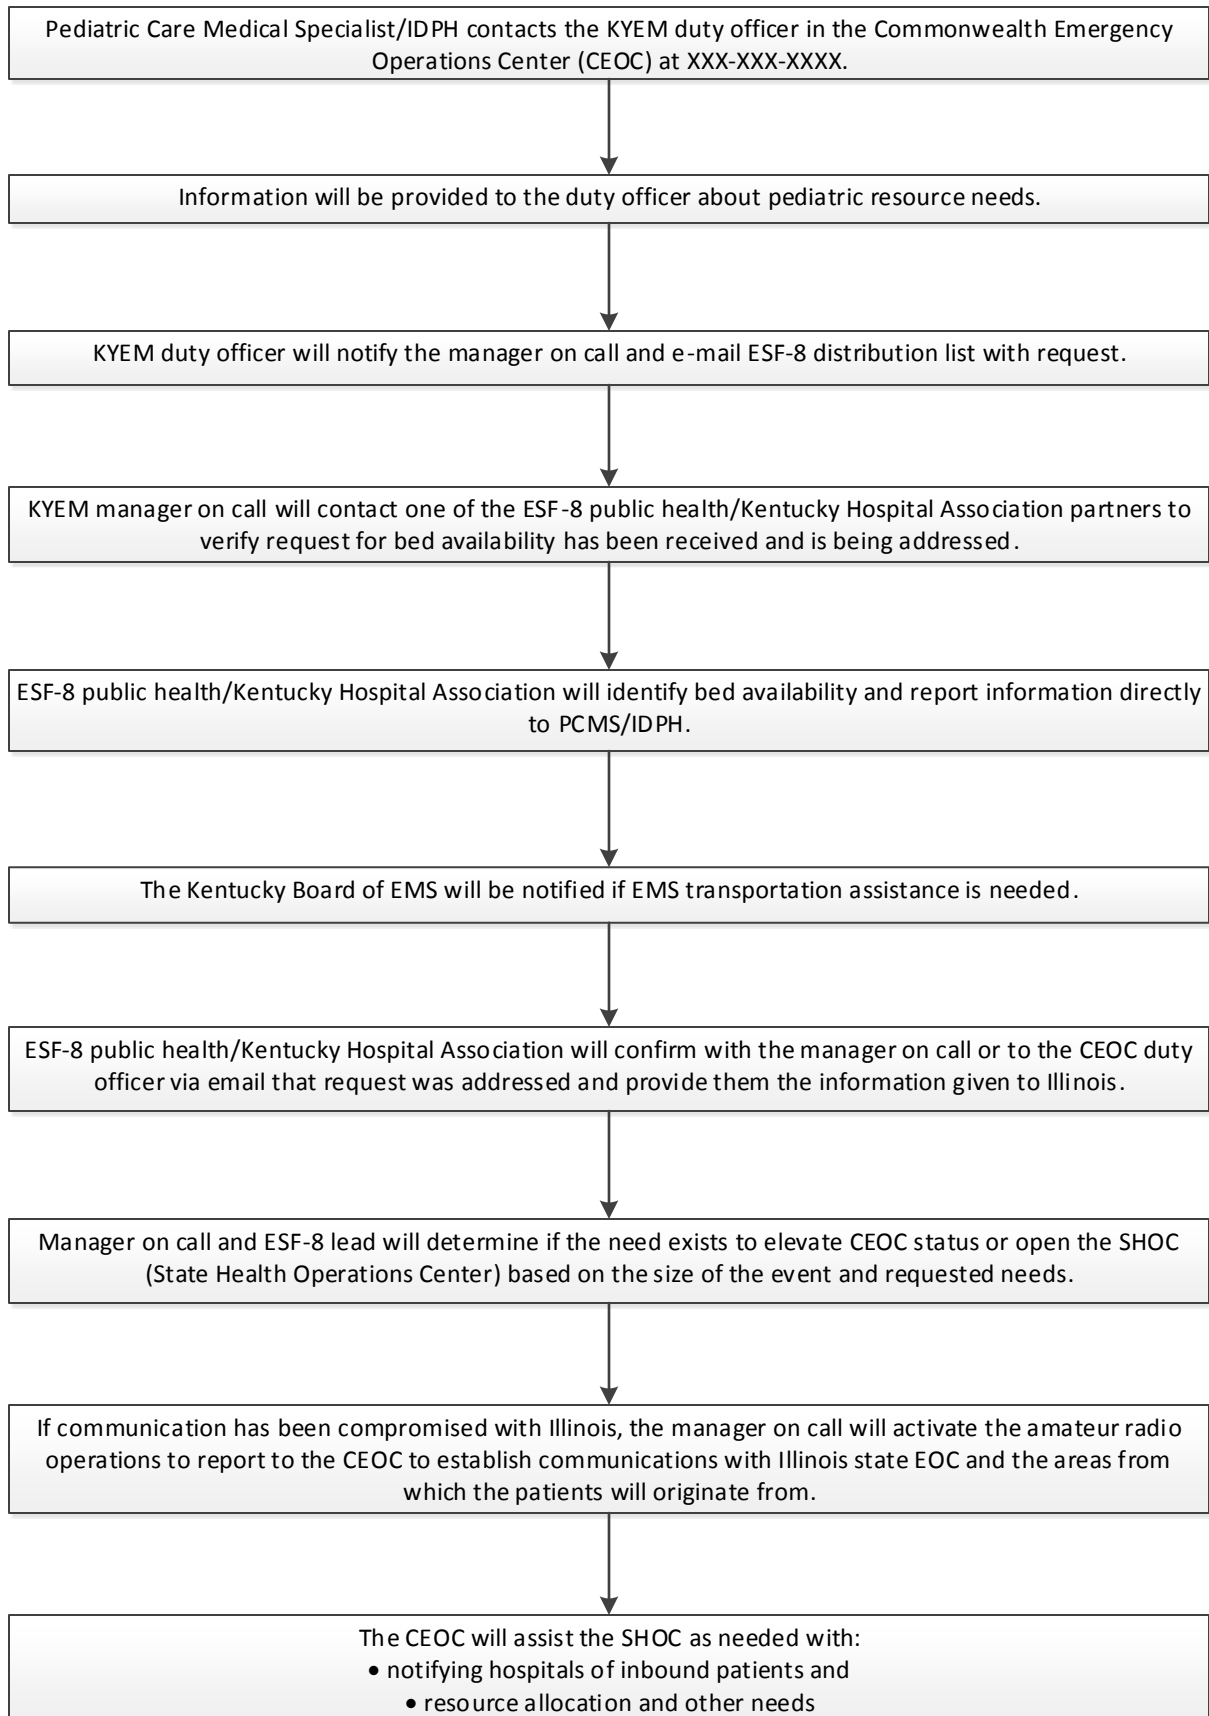 Pediatric Care Medical Specialist/IDPH contacts the KYEM duty officer in the Commonwealth Emergency
Operations Center (CEOC) at XXX-XXX-XXXX.
Information will be provided to the duty officer about pediatric resource needs.
KYEM duty officer will notify the manager on call and e-mail ESF-8 distribution list with request.
KYEM manager on call will contact one of the ESF-8 public health/Kentucky Hospital Association partners to
verify request for bed availability has been received and is being addressed.
ESF-8 public health/Kentucky Hospital Association will identify bed availability and report information directly
to PCMS/IDPH.
The Kentucky Board of EMS will be notified if EMS transportation assistance is needed.
ESF-8 public health/Kentucky Hospital Association will confirm with the manager on call or to the CEOC duty
officer via email that request was addressed and provide them the information given to Illinois.
Manager on call and ESF-8 lead will determine if the need exists to elevate CEOC status or open the SHOC
(State Health Operations Center) based on the size of the event and requested needs.
If communication has been compromised with Illinois, the manager on call will activate the amateur radio
operations to report to the CEOC to establish communications with Illinois state EOC and the areas from
which the patients will originate from.
The CEOC will assist the SHOC as needed with:
• notifying hospitals of inbound patients and
• resource allocation and other needs